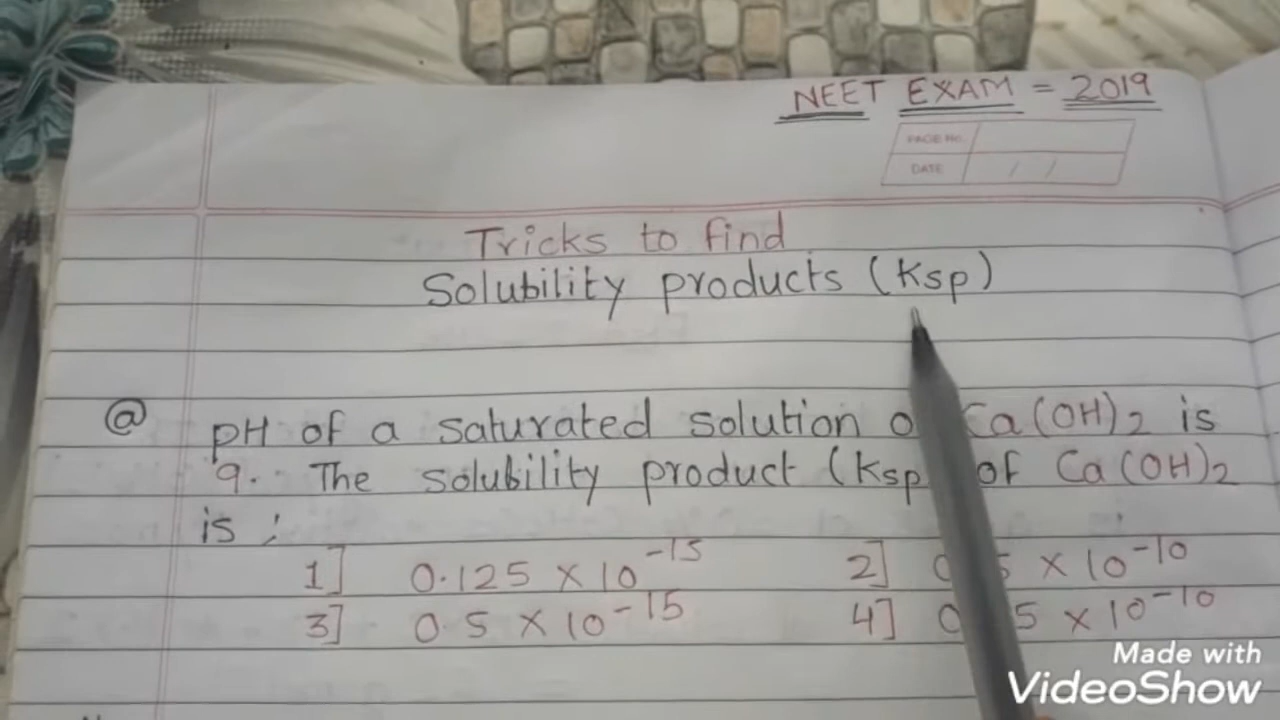 NEET EXAM = 2019
PAGE No.
DATE / /
Tricks to find
Solubility products (Ksp)
@ pH of a saturated solution of Ca(OH)2 is
9. The solubility product (Ksp of Ca(OH)2
is :
1] 0.125 × 10^-15 2] × 10^-10
3] 0.5 × 10^-15 4] × 10^-10
Made with
VideoShow